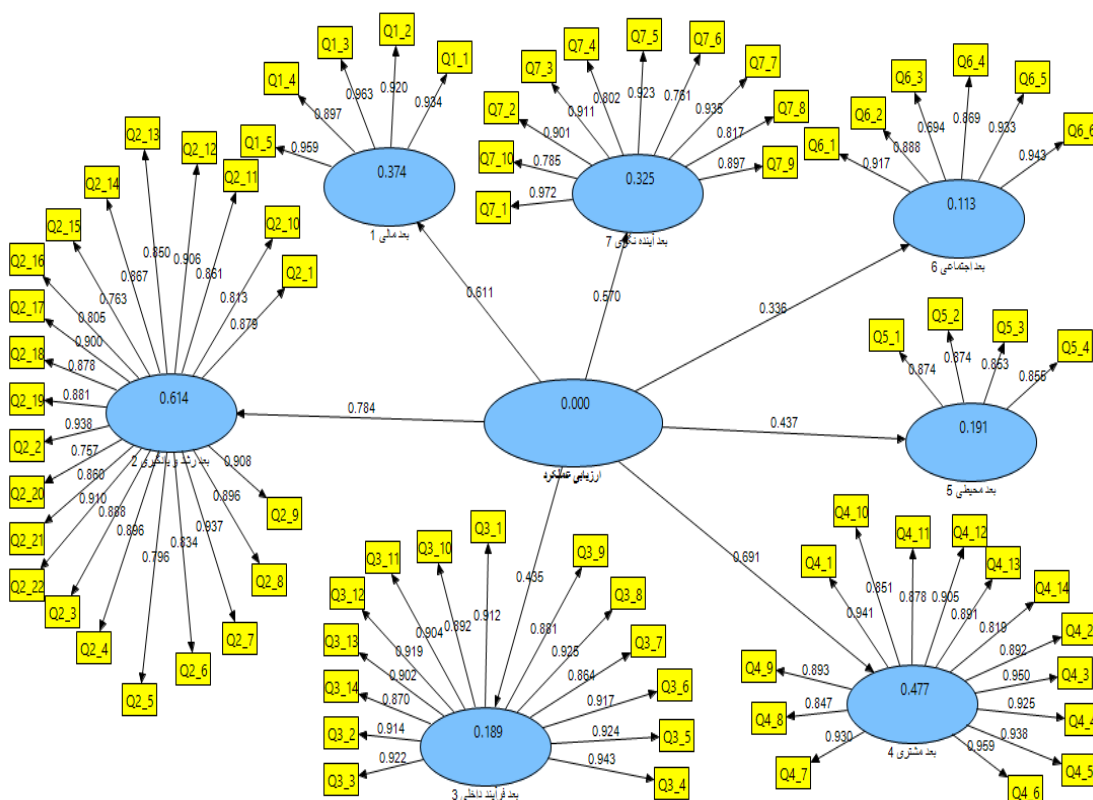 Q1_3
Q1_2
Q1_1
Q1_4
Q1_5
0.897
0.963
0.920
0.934
0.959
0.374
بعد مالی 1
Q7_4
Q7_5
Q7_6
Q7_3
Q7_7
Q7_2
Q7_8
Q7_10
Q7_9
Q7_1
0.802
0.923
0.761
0.911
0.935
0.901
0.817
0.785
0.897
0.972
0.325
بعد آینده نگری 7
Q6_4
Q6_3
Q6_5
Q6_2
Q6_6
Q6_1
0.694
0.869
0.933
0.888
0.943
0.917
0.113
بعد اجتماعی 6
Q2_13
Q2_12
Q2_11
Q2_14
Q2_10
Q2_15
Q2_1
Q2_16
Q2_17
Q2_18
Q2_19
Q2_2
Q2_20
Q2_21
Q2_22
Q2_3
Q2_4
Q2_5
Q2_6
Q2_7
Q2_8
Q2_9
0.850
0.906
0.861
0.867
0.813
0.763
0.879
0.805
0.900
0.878
0.881
0.938
0.757
0.860
0.910
0.888
0.896
0.796
0.834
0.937
0.896
0.908
0.614
بعد رشد و یادگیری 2
0.611
0.570
0.336
0.784
0.437
0.435
0.691
0.000
ارزیابی عملکرد
Q5_2
Q5_3
Q5_1
Q5_4
0.874
0.874
0.853
0.855
0.191
بعد محیطی 5
Q3_1
Q3_10
Q3_9
Q3_11
Q3_8
Q3_12
Q3_7
Q3_13
Q3_6
Q3_14
Q3_5
Q3_2
Q3_4
Q3_3
0.912
0.892
0.881
0.904
0.925
0.919
0.864
0.902
0.917
0.870
0.924
0.914
0.943
0.922
0.189
بعد فرآیند داخلی 3
Q4_10
Q4_11
Q4_12
Q4_13
Q4_1
Q4_14
Q4_2
Q4_9
Q4_3
Q4_8
Q4_4
Q4_7
Q4_5
Q4_6
0.851
0.878
0.905
0.891
0.941
0.818
0.892
0.893
0.950
0.847
0.925
0.930
0.938
0.959
0.477
بعد مشتری 4